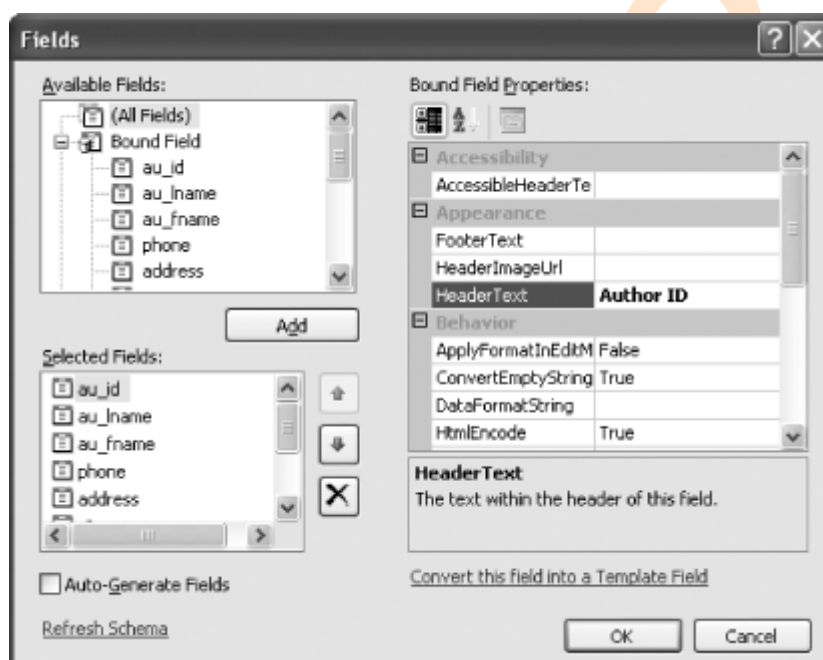 Fields
Available Fields:
(All Fields)
Bound Field
au_id
au_lname
au_fname
phone
address
Add
Selected Fields:
au_id
au_lname
au_fname
phone
address
Auto-Generate Fields
Refresh Schema
Bound Field Properties:
Accessibility
AccessibleHeaderTe
Appearance
FooterText
HeaderImageUrl
HeaderText Author ID
Behavior
ApplyFormatInEditM False
ConvertEmptyString True
DataFormatString
HtmlEncode True
HeaderText
The text within the header of this field.
Convert this field into a Template Field
OK Cancel